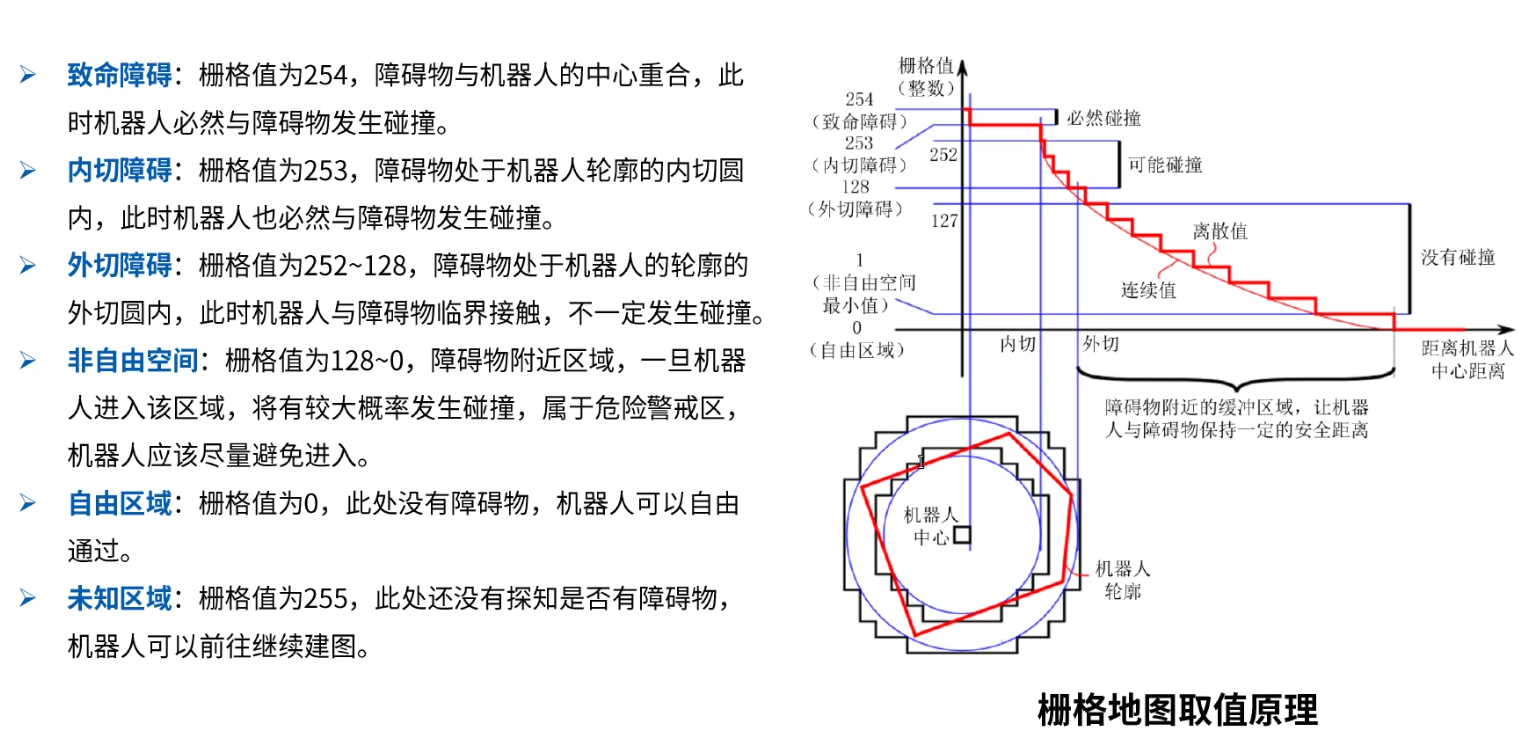 ➢ 致命障碍：栅格值为254，障碍物与机器人的中心重合，此
时机器人必然与障碍物发生碰撞。
➢ 内切障碍：栅格值为253，障碍物处于机器人轮廓的内切圆
内，此时机器人也必然与障碍物发生碰撞。
➢ 外切障碍：栅格值为252~128，障碍物处于机器人的轮廓的
外切圆内，此时机器人与障碍物临界接触，不一定发生碰撞。
➢ 非自由空间：栅格值为128~0，障碍物附近区域，一旦机器
人进入该区域，将有较大概率发生碰撞，属于危险警戒区，
机器人应该尽量避免进入。
➢ 自由区域：栅格值为0，此处没有障碍物，机器人可以自由
通过。
➢ 未知区域：栅格值为255，此处还没有探知是否有障碍物，
机器人可以前往继续建图。
栅格值
（整数）
254
（致命障碍）
253
（内切障碍）
252
128
（外切障碍）
127
1
（非自由空间
最小值）
0
（自由区域）
必然碰撞
可能碰撞
没有碰撞
离散值
连续值
内切
外切
距离机器人
中心距离
障碍物附近的缓冲区域，让机器
人与障碍物保持一定的安全距离
机器人
中心
机器人
轮廓
栅格地图取值原理